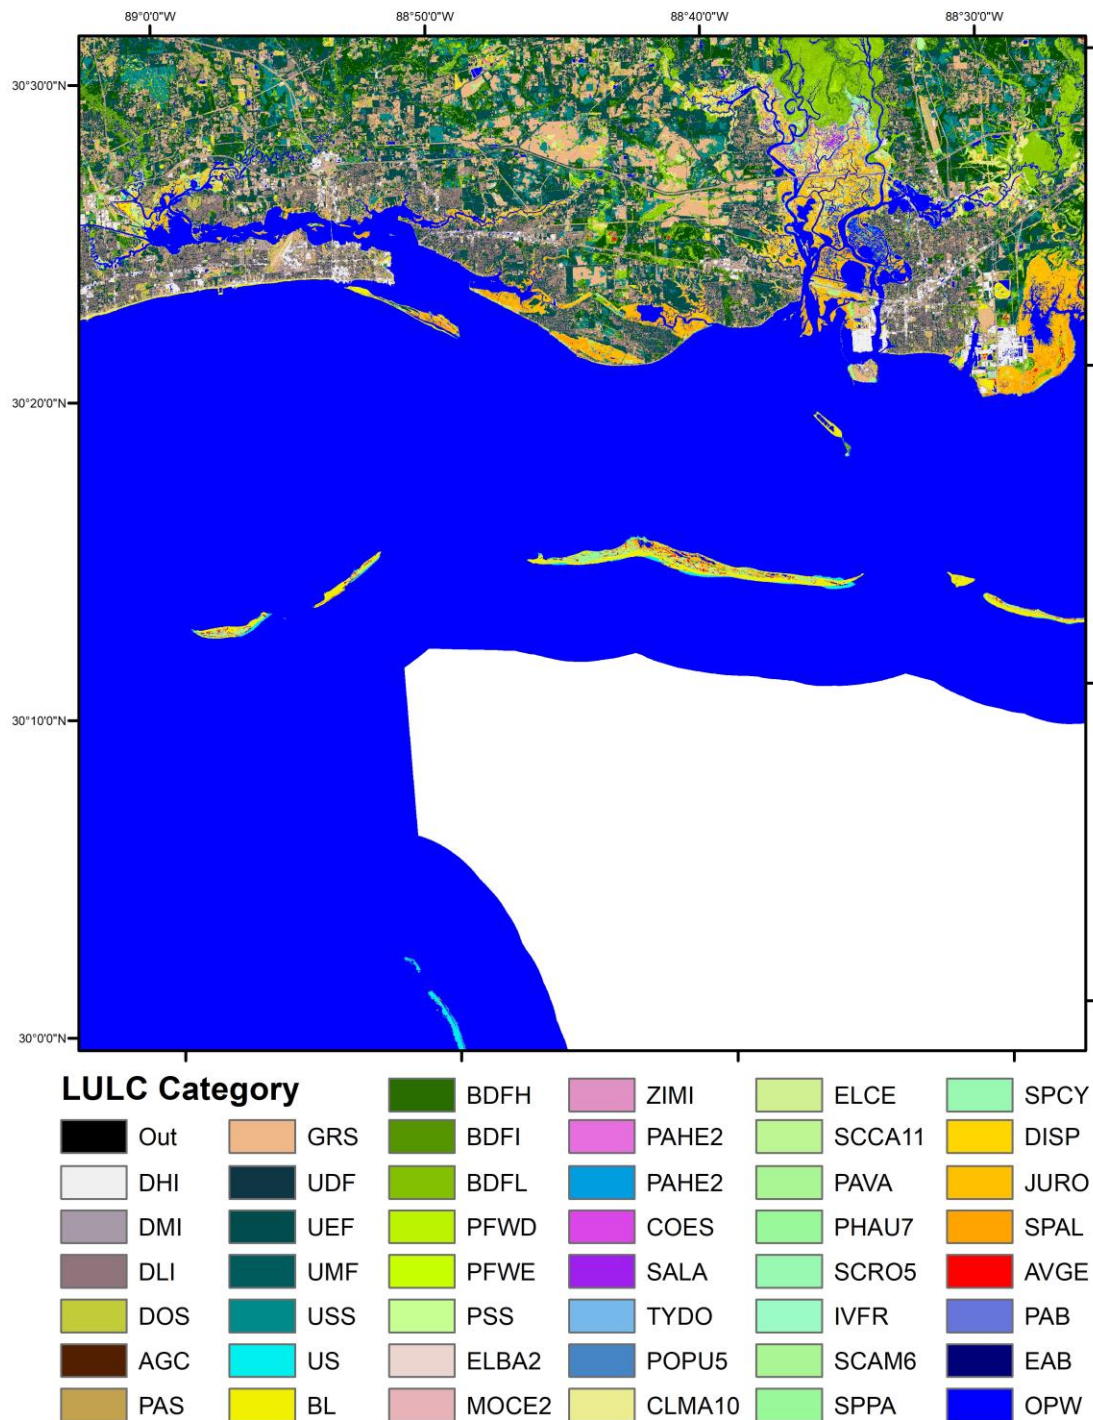 89°0'0"W 88°50'0"W 88°40'0"W 88°30'0"W
30°30'0"N
30°20'0"N
30°10'0"N
30°0'0"N
LULC Category
Out
DHI
DMI
DLI
DOS
AGC
PAS
GRS
UDF
UEF
UMF
USS
US
BL
BDFH
BDFI
BDFL
PFWD
PFWE
PSS
ELBA2
MOCE2
ZIMI
PAHE2
PAHE2
COES
SALA
TYDO
POPU5
CLMA10
ELCE
SCCA11
PAVA
PHAU7
SCRO5
IVFR
SCAM6
SPPA
SPCY
DISP
JURO
SPAL
AVGE
PAB
EAB
OPW